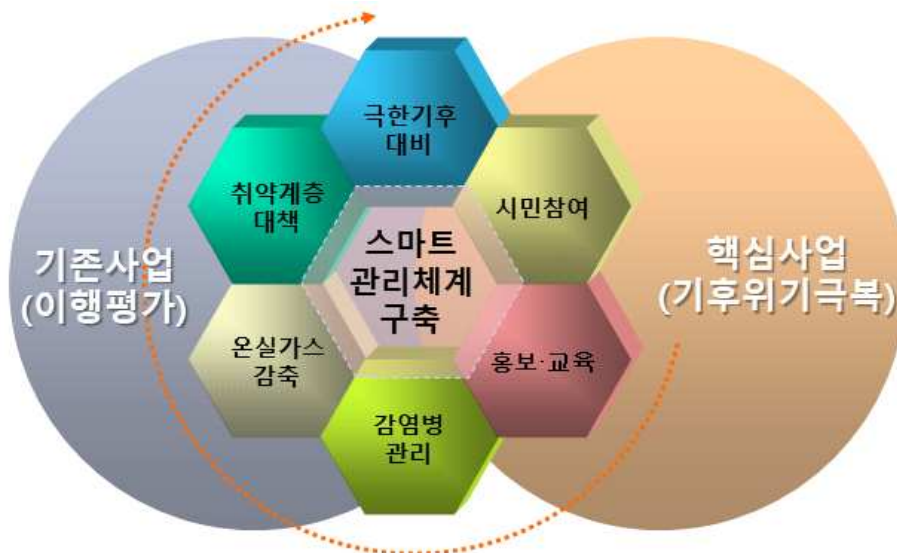 극한기후
대비
취약계층
대책
시민참여
스마트
관리체계
구축
기존사업
(이행평가)
핵심사업
(기후위기극복)
온실가스
감축
홍보·교육
감염병
관리